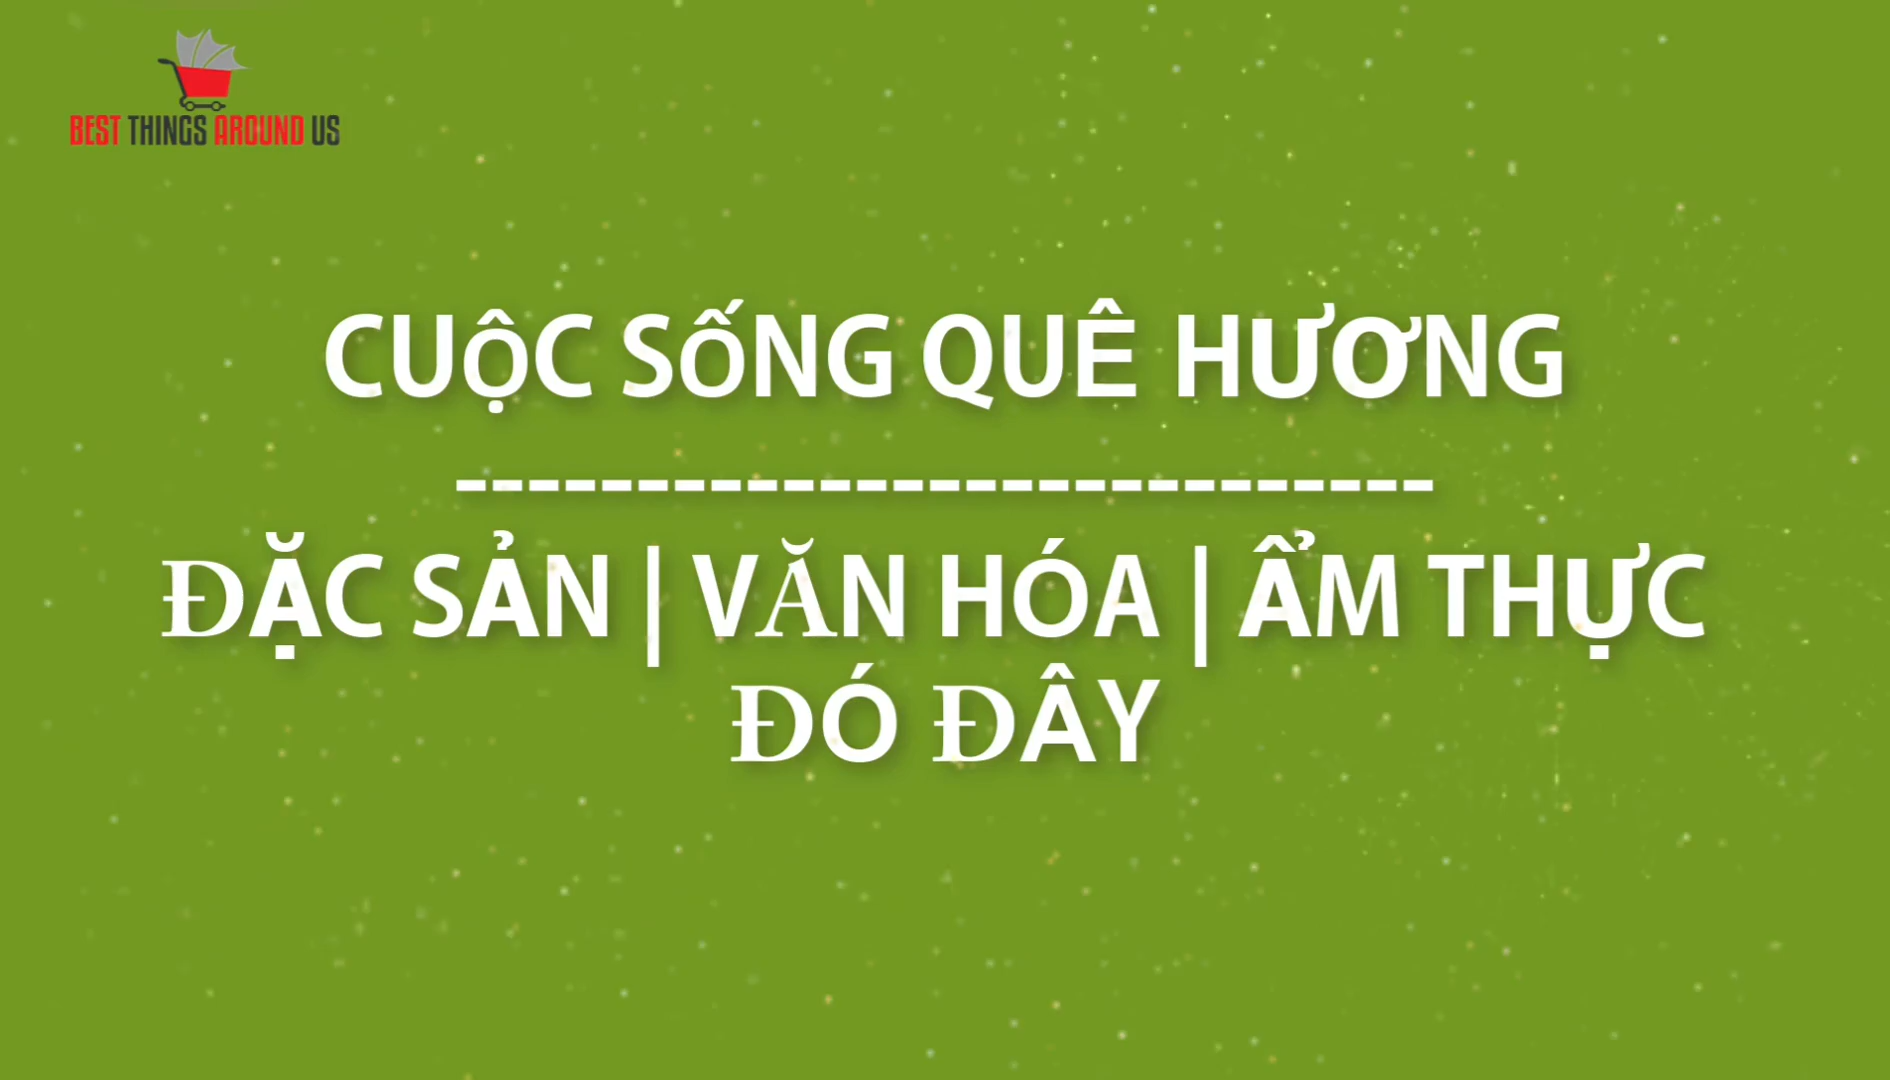 BEST THINGS AROUND US
CUỘC SỐNG QUÊ HƯƠNG
---------------------------
ĐẶC SẢN | VĂN HÓA | ẨM THỰC
ĐÓ ĐÂY